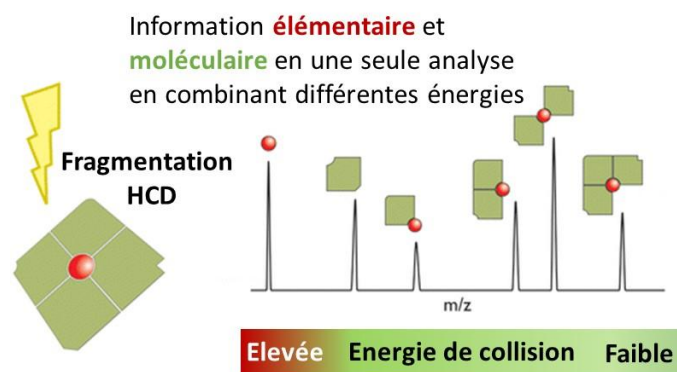 Information élémentaire et
moléculaire en une seule analyse
en combinant différentes énergies
Fragmentation
HCD
m/z
Elevée Energie de collision Faible